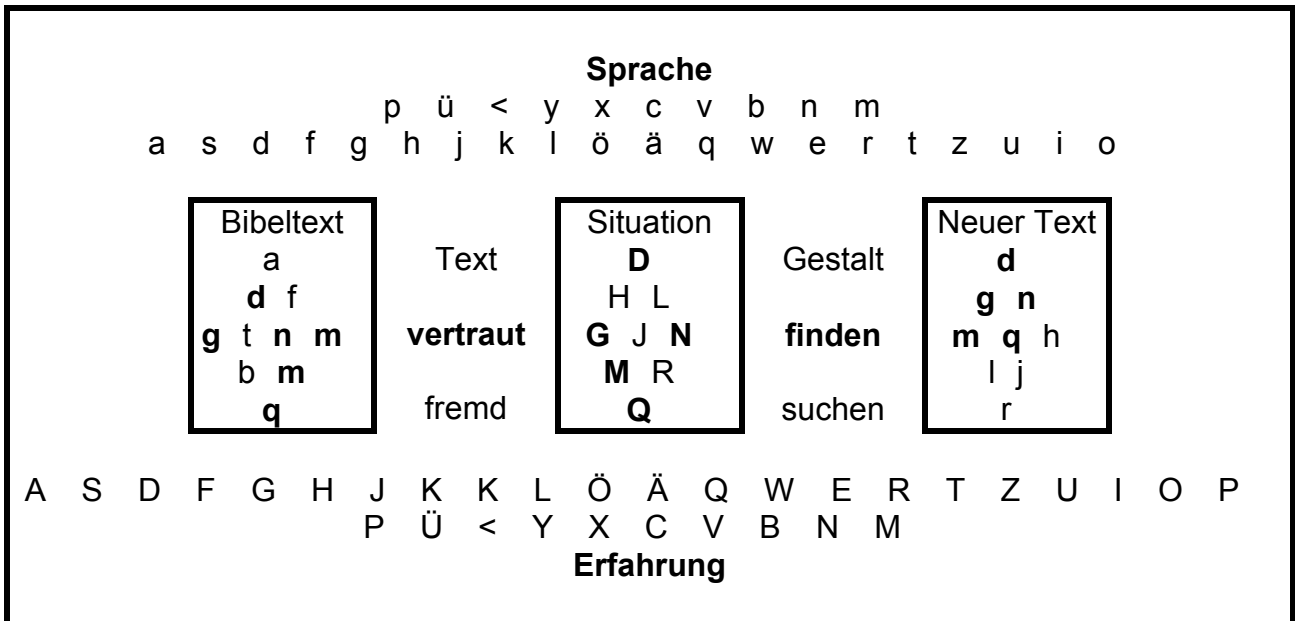 Sprache
p ü < y x c v b n m
a s d f g h j k l ö ä q w e r t z u i o
Bibeltext Situation Neuer Text
a Text D Gestalt d
d f H L g n
g t n m vertraut G J N finden m q h
b m M R l j
q fremd Q suchen r
A S D F G H J K K L Ö Ä Q W E R T Z U I O P
P Ü < Y X C V B N M
Erfahrung